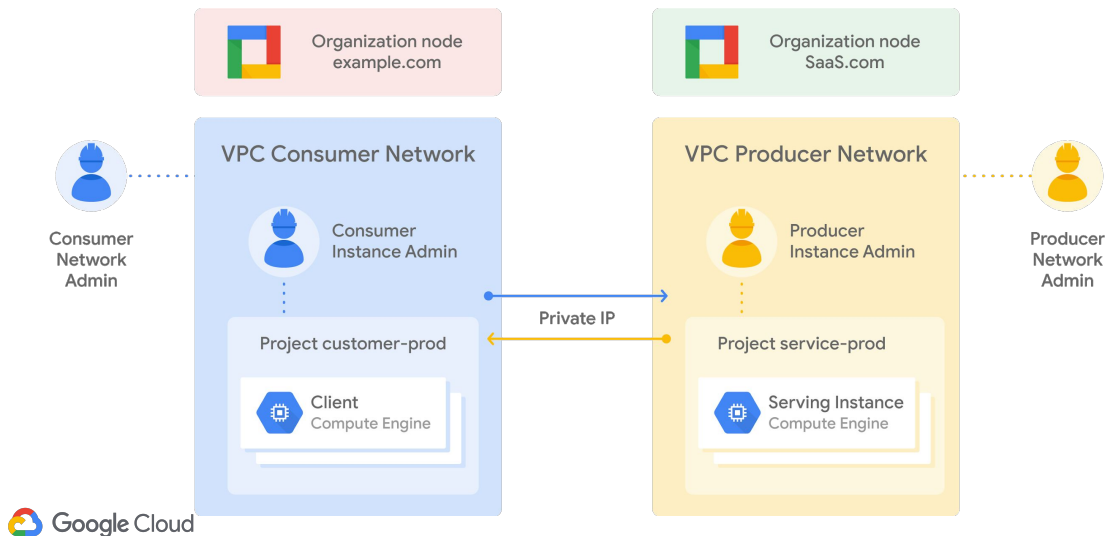 Organization node
example.com
Organization node
SaaS.com
VPC Consumer Network
VPC Producer Network
Consumer
Network
Admin
Consumer
Instance Admin
Producer
Instance Admin
Producer
Network
Admin
Private IP
Project customer-prod
Project service-prod
Client
Compute Engine
Serving Instance
Compute Engine
Google Cloud